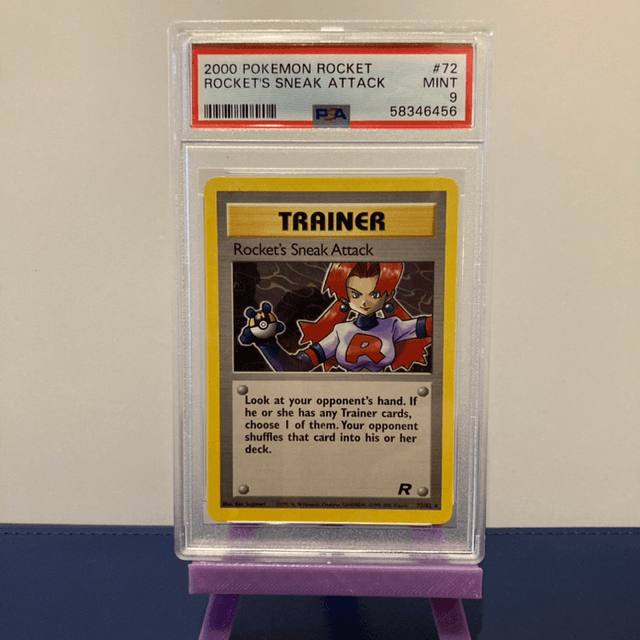 2000 POKEMON ROCKET #72
ROCKET'S SNEAK ATTACK MINT
9
PSA 58346456
TRAINER
Rocket's Sneak Attack
R
Look at your opponent's hand. If
he or she has any Trainer cards,
choose 1 of them. Your opponent
shuffles that card into his or her
deck.
R